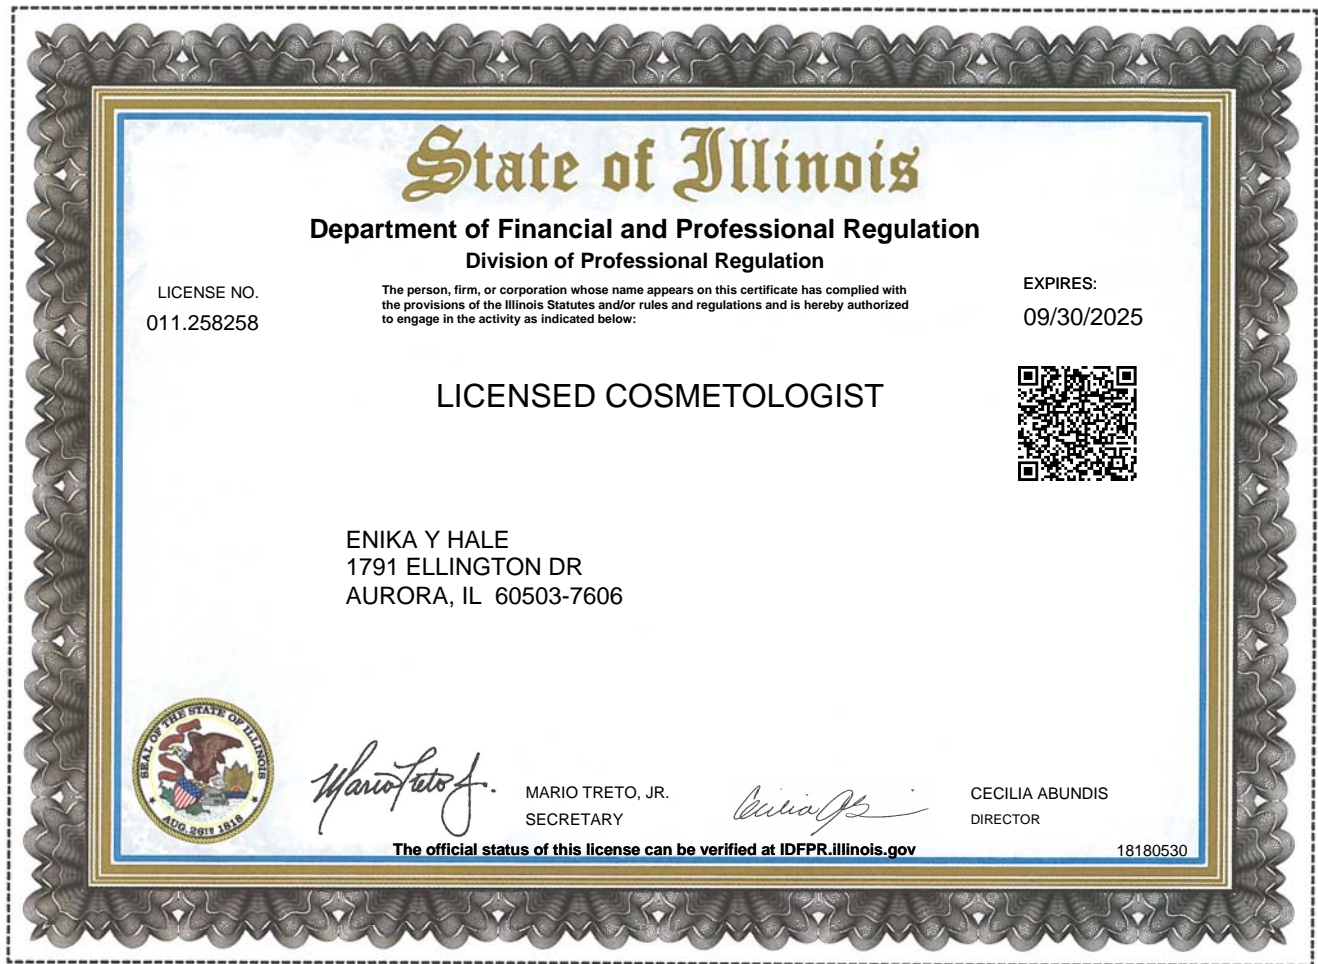 State of Illinois
Department of Financial and Professional Regulation
Division of Professional Regulation
LICENSE NO.
011.258258
The person, firm, or corporation whose name appears on this certificate has complied with
the provisions of the Illinois Statutes and/or rules and regulations and is hereby authorized
to engage in the activity as indicated below:
EXPIRES:
09/30/2025
LICENSED COSMETOLOGIST
ENIKA Y HALE
1791 ELLINGTON DR
AURORA, IL  60503-7606
SEAL OF THE STATE OF ILLINOIS
AUG. 26TH 1818
Mario Treto Jr.
MARIO TRETO, JR.
SECRETARY
Cecilia
CECILIA ABUNDIS
DIRECTOR
The official status of this license can be verified at IDFPR.illinois.gov
18180530